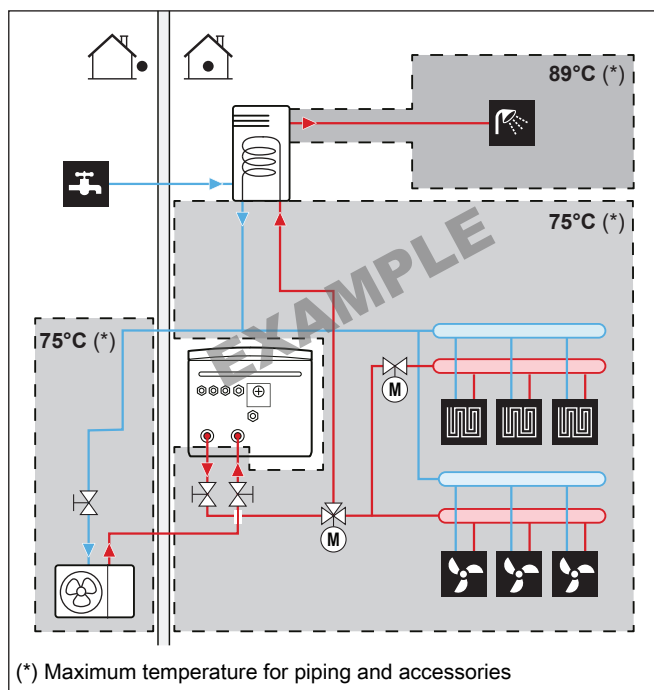 89°C (*)
75°C (*)
EXAMPLE
75°C (*)
M
M
(*) Maximum temperature for piping and accessories